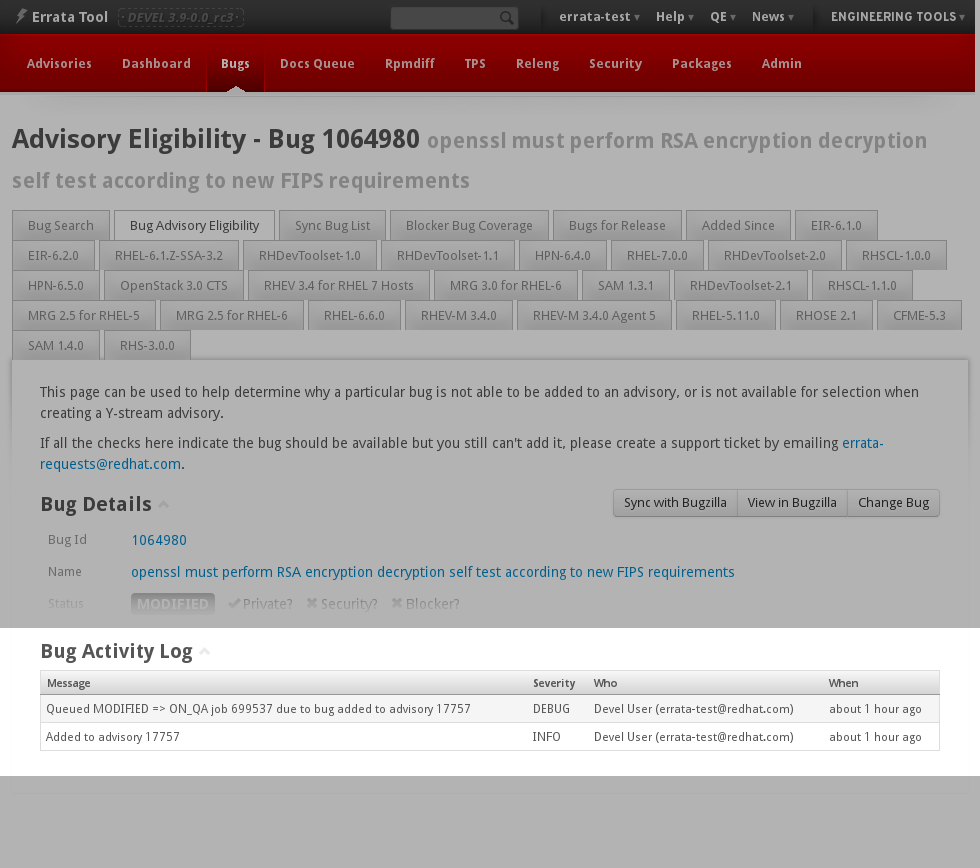 Errata Tool · DEVEL 3.9-0.0_rc3 · errata-test ▾ Help ▾ QE ▾ News ▾ ENGINEERING TOOLS ▾
Advisories Dashboard Bugs Docs Queue Rpmdiff TPS Releng Security Packages Admin
Advisory Eligibility - Bug 1064980 openssl must perform RSA encryption decryption
self test according to new FIPS requirements
Bug Search Bug Advisory Eligibility Sync Bug List Blocker Bug Coverage Bugs for Release Added Since EIR-6.1.0
EIR-6.2.0 RHEL-6.1.Z-SSA-3.2 RHDevToolset-1.0 RHDevToolset-1.1 HPN-6.4.0 RHEL-7.0.0 RHDevToolset-2.0 RHSCL-1.0.0
HPN-6.5.0 OpenStack 3.0 CTS RHEV 3.4 for RHEL 7 Hosts MRG 3.0 for RHEL-6 SAM 1.3.1 RHDevToolset-2.1 RHSCL-1.1.0
MRG 2.5 for RHEL-5 MRG 2.5 for RHEL-6 RHEL-6.6.0 RHEV-M 3.4.0 RHEV-M 3.4.0 Agent 5 RHEL-5.11.0 RHOSE 2.1 CFME-5.3
SAM 1.4.0 RHS-3.0.0
This page can be used to help determine why a particular bug is not able to be added to an advisory, or is not available for selection when
creating a Y-stream advisory.
If all the checks here indicate the bug should be available but you still can't add it, please create a support ticket by emailing errata-
requests@redhat.com.
Bug Details Sync with Bugzilla View in Bugzilla Change Bug
Bug Id 1064980
Name openssl must perform RSA encryption decryption self test according to new FIPS requirements
Status MODIFIED ✔Private? ✖ Security? ✖ Blocker?
Bug Activity Log
Message Severity Who When
Queued MODIFIED => ON_QA job 699537 due to bug added to advisory 17757 DEBUG Devel User (errata-test@redhat.com) about 1 hour ago
Added to advisory 17757 INFO Devel User (errata-test@redhat.com) about 1 hour ago